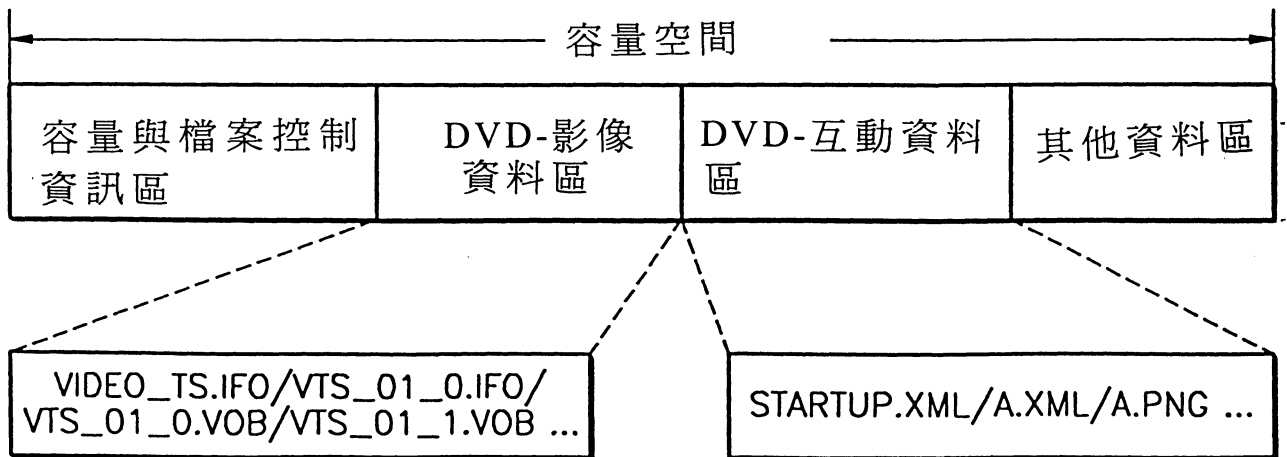 容量空間
容量與檔案控制
資訊區
DVD-影像
資料區
DVD-互動資料
區
其他資料區
VIDEO_TS.IFO/VTS_01_0.IFO/
VTS_01_0.VOB/VTS_01_1.VOB ...
STARTUP.XML/A.XML/A.PNG ...